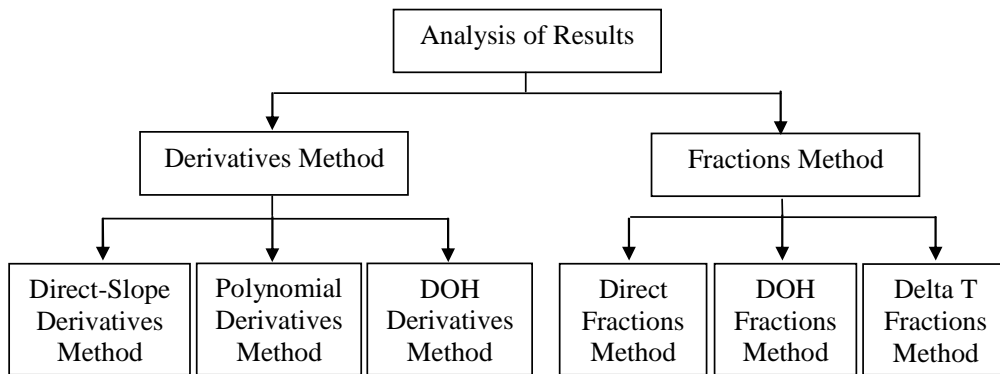 Analysis of Results
Derivatives Method
Fractions Method
Direct-Slope
Derivatives
Method
Polynomial
Derivatives
Method
DOH
Derivatives
Method
Direct
Fractions
Method
DOH
Fractions
Method
Delta T
Fractions
Method